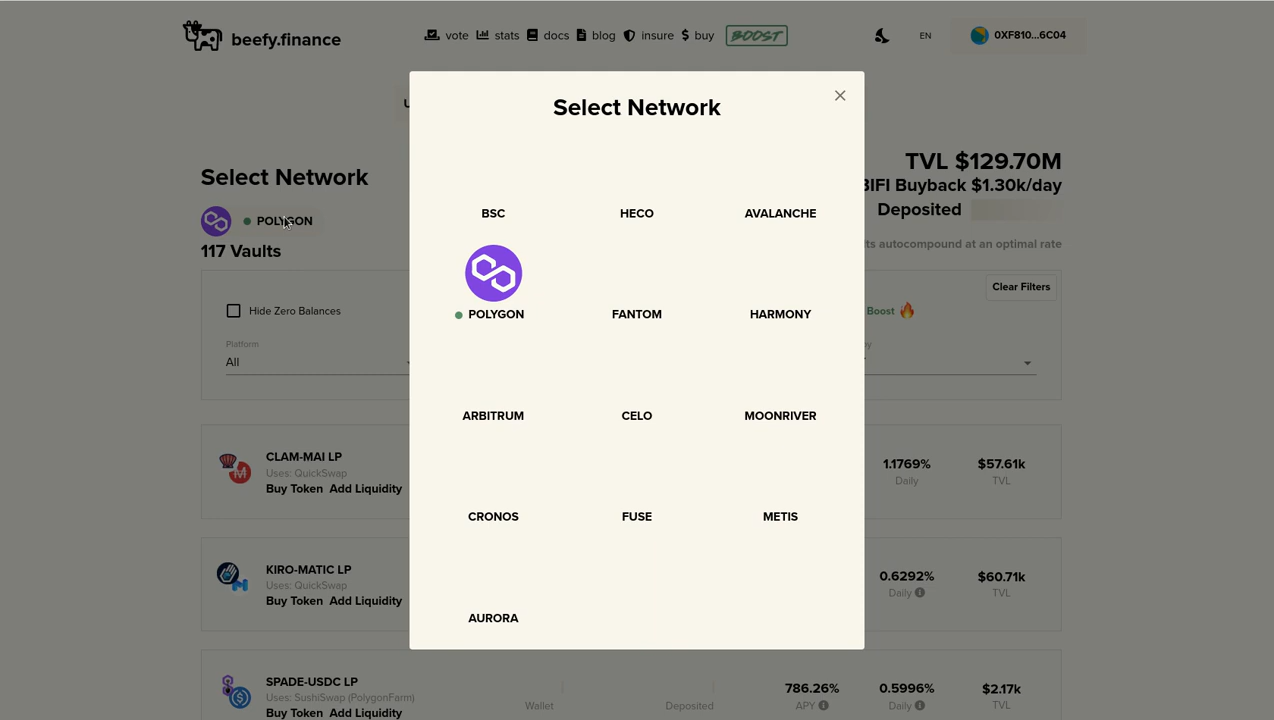 beefy.finance
vote stats docs blog insure $ buy BOOST
EN
0XF810...6C04
Select Network
Select Network
POLYGON
117 Vaults
TVL $129.70M
BIFI Buyback $1.30k/day
Deposited
autocompound at an optimal rate
Hide Zero Balances
Platform
All
Clear Filters
Boost
BSC HECO AVALANCHE
POLYGON FANTOM HARMONY
ARBITRUM CELO MOONRIVER
CRONOS FUSE METIS
AURORA
CLAM-MAI LP
Uses: QuickSwap
Buy Token Add Liquidity
1.1769% $57.61k
Daily TVL
KIRO-MATIC LP
Uses: QuickSwap
Buy Token Add Liquidity
0.6292% $60.71k
Daily TVL
SPADE-USDC LP
Uses: SushiSwap (PolygonFarm)
Buy Token Add Liquidity
Wallet Deposited
786.26% 0.5996% $2.17k
APY Daily TVL